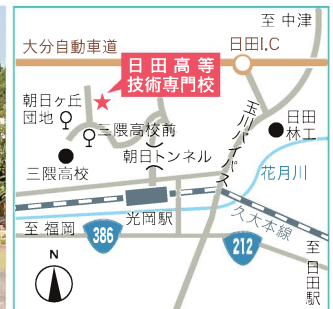 至 中津
大分自動車道
日田I.C
日田高等
技術専門校
朝日ヶ丘
団地
三隈高校前
玉川バイパス
日田
林工
朝日トンネル
三隈高校
花月川
光岡駅
久大本線
至 福岡
386
212
至 日田駅
N